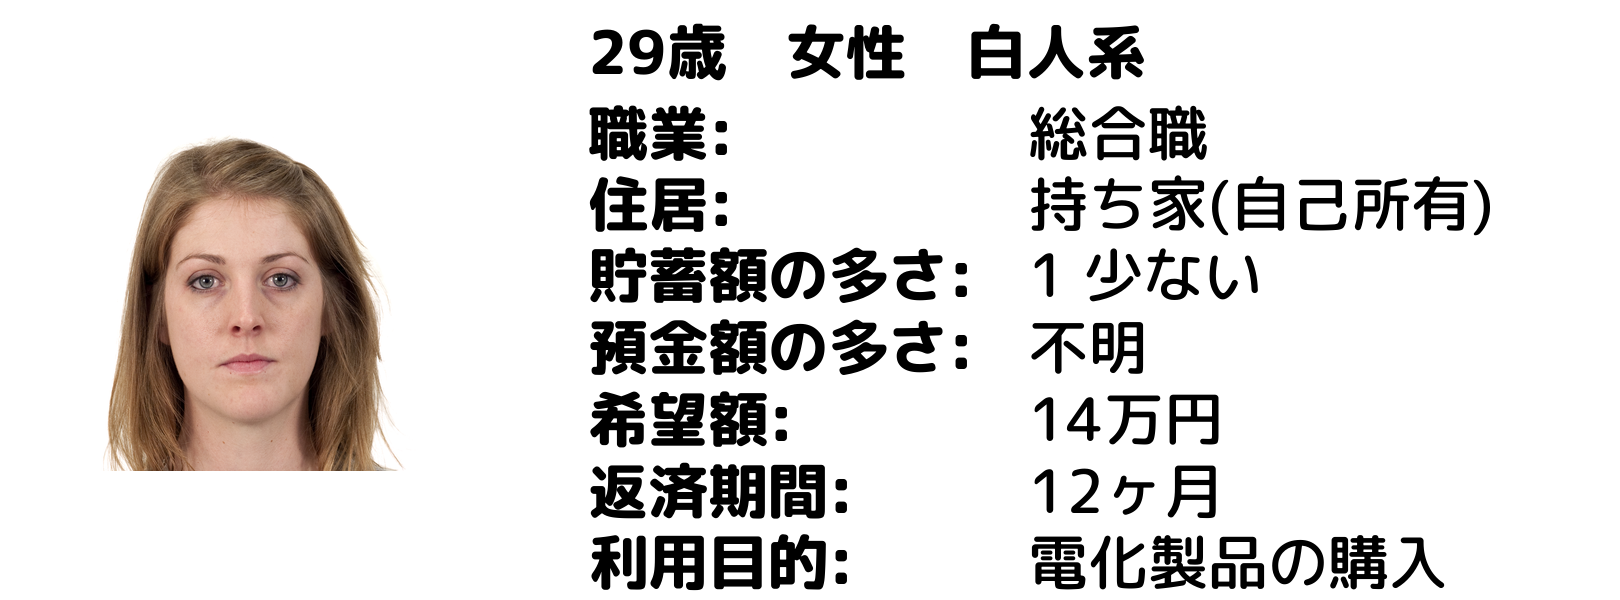 29歳　女性　白人系
職業: 総合職
住居: 持ち家(自己所有)
貯蓄額の多さ: 1 少ない
預金額の多さ: 不明
希望額: 14万円
返済期間: 12ヶ月
利用目的: 電化製品の購入